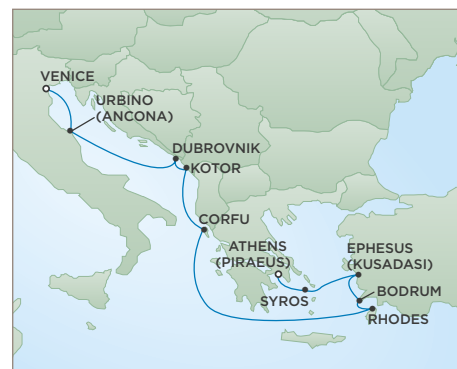 VENICE
URBINO
(ANCONA)
DUBROVNIK
KOTOR
CORFU
ATHENS
(PIRAEUS)
EPHESUS
(KUSADASI)
SYROS
BODRUM
RHODES